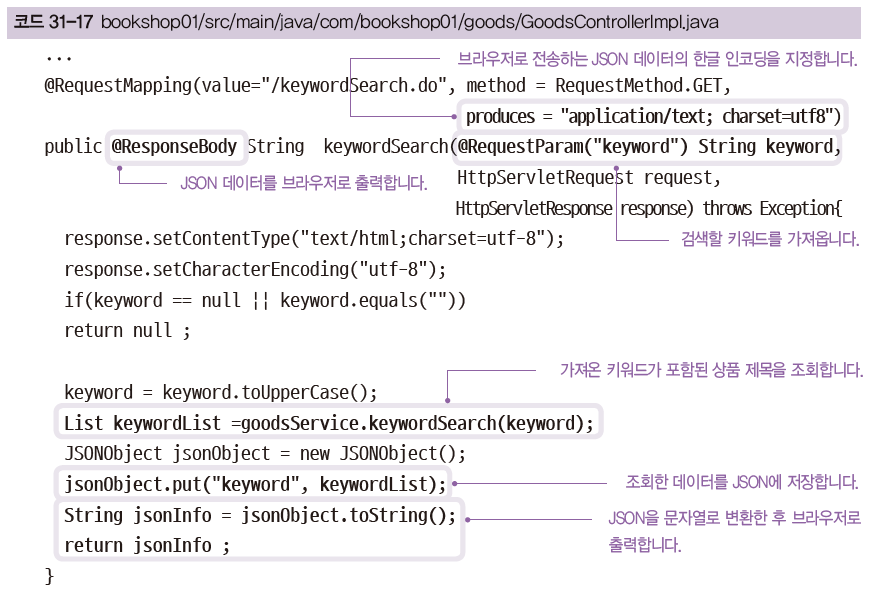 코드 31-17 bookshop01/src/main/java/com/bookshop01/goods/GoodsControllerImpl.java
...
브라우저로 전송하는 JSON 데이터의 한글 인코딩을 지정합니다.
@RequestMapping(value="/keywordSearch.do", method = RequestMethod.GET,
produces = "application/text; charset=utf8")
public @ResponseBody String keywordSearch(@RequestParam("keyword") String keyword,
JSON 데이터를 브라우저로 출력합니다.
HttpServletRequest request,
HttpServletResponse response) throws Exception{
response.setContentType("text/html;charset=utf-8");
검색할 키워드를 가져옵니다.
response.setCharacterEncoding("utf-8");
if(keyword == null || keyword.equals(""))
return null ;
가져온 키워드가 포함된 상품 제목을 조회합니다.
keyword = keyword.toUpperCase();
List keywordList =goodsService.keywordSearch(keyword);
JSONObject jsonObject = new JSONObject();
jsonObject.put("keyword", keywordList);
조회한 데이터를 JSON에 저장합니다.
String jsonInfo = jsonObject.toString();
JSON을 문자열로 변환한 후 브라우저로
return jsonInfo ;
출력합니다.
}